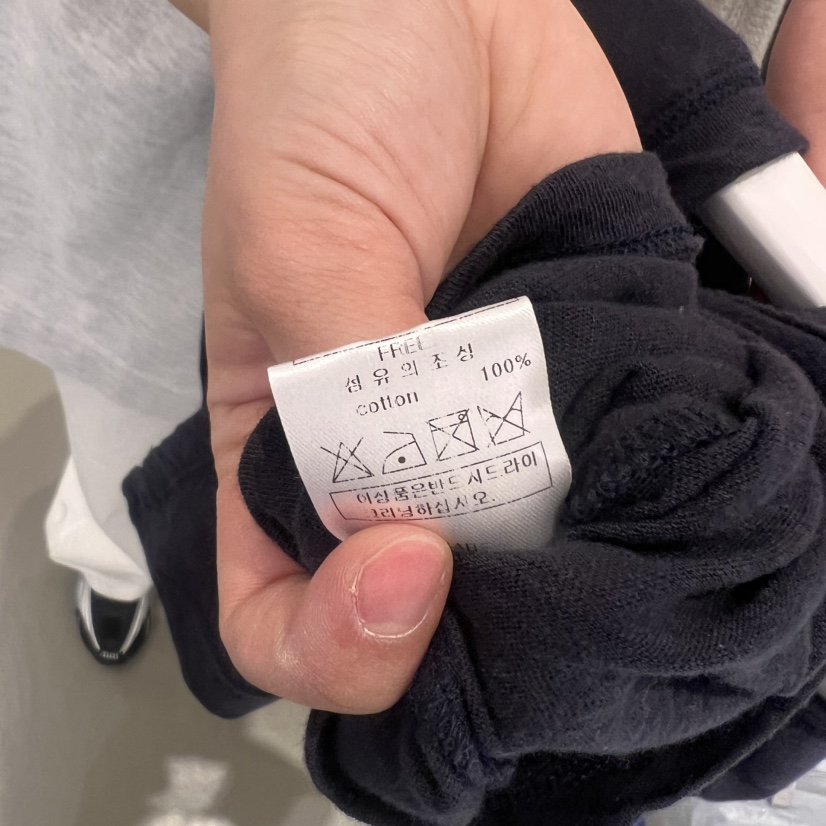 FREE
섬유의조성
100%
cotton
이상품은반드시드라이
크리닝하십시오.